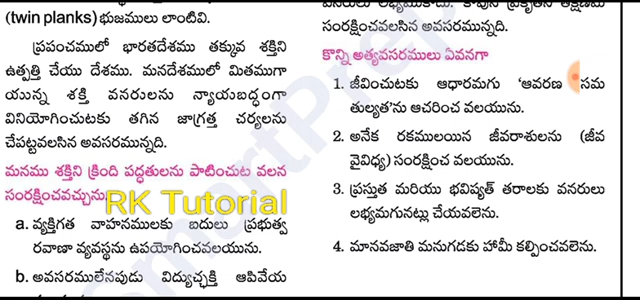 (twin planks) భుజములు లాంటివి.
ప్రపంచములో భారతదేశము తక్కువ శక్తిని
ఉత్పత్తి చేయు దేశము. మనదేశములో మితముగా
యున్న శక్తి వనరులను న్యాయబద్ధంగా
వినియోగించుటకు తగిన జాగ్రత్త చర్యలను
చేపట్టవలసిన అవసరమున్నది.
మనము శక్తిని క్రింది పద్ధతులను పాటించుట వలన
సంరక్షించవచ్చును
RK Tutorial
a. వ్యక్తిగత వాహనములకు బదులు ప్రభుత్వ
రవాణా వ్యవస్థను ఉపయోగించవలయును.
b. అవసరములేనపుడు విద్యుచ్ఛక్తి ఆపివేయ
సంరక్షించవలసిన అవసరమున్నది.
కొన్ని అత్యవసరములు ఏవనగా
1. జీవించుటకు ఆధారమగు ‘ఆవరణ సమ
తుల్యత’ను ఆచరించ వలయును.
2. అనేక రకములయిన జీవరాశులను (జీవ
వైవిధ్య) సంరక్షించ వలయును.
3. ప్రస్తుత మరియు భవిష్యత్ తరాలకు వనరులు
లభ్యమగునట్లు చేయవలెను.
4. మానవజాతి మనుగడకు హామీ కల్పించవలెను.
SmartPrep